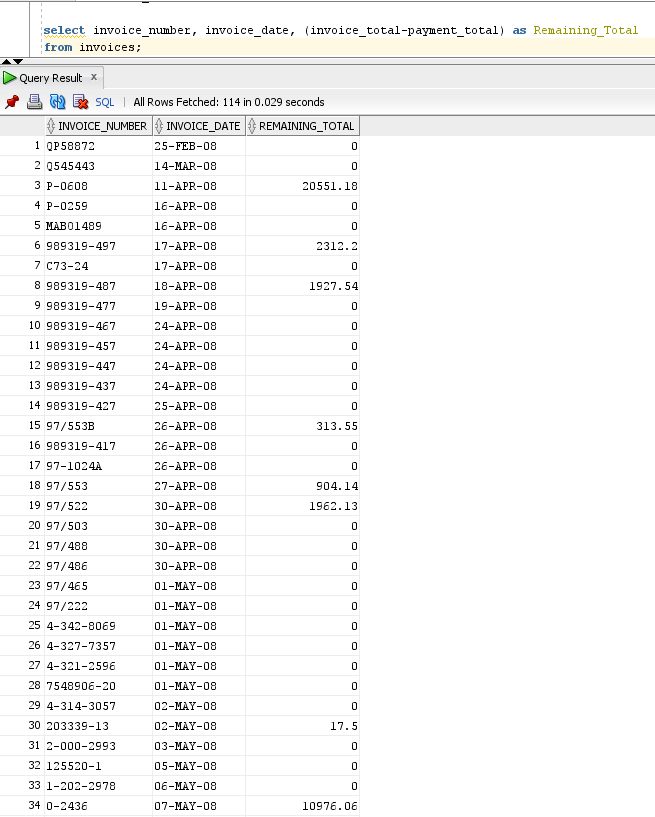 select invoice_number, invoice_date, (invoice_total-payment_total) as Remaining_Total
from invoices;
Query Result x
SQL | All Rows Fetched: 114 in 0.029 seconds
INVOICE_NUMBER INVOICE_DATE REMAINING_TOTAL
1 QP58872 25-FEB-08 0
2 Q545443 14-MAR-08 0
3 P-0608 11-APR-08 20551.18
4 P-0259 16-APR-08 0
5 MAB01489 16-APR-08 0
6 989319-497 17-APR-08 2312.2
7 C73-24 17-APR-08 0
8 989319-487 18-APR-08 1927.54
9 989319-477 19-APR-08 0
10 989319-467 24-APR-08 0
11 989319-457 24-APR-08 0
12 989319-447 24-APR-08 0
13 989319-437 24-APR-08 0
14 989319-427 25-APR-08 0
15 97/553B 26-APR-08 313.55
16 989319-417 26-APR-08 0
17 97-1024A 26-APR-08 0
18 97/553 27-APR-08 904.14
19 97/522 30-APR-08 1962.13
20 97/503 30-APR-08 0
21 97/488 30-APR-08 0
22 97/486 30-APR-08 0
23 97/465 01-MAY-08 0
24 97/222 01-MAY-08 0
25 4-342-8069 01-MAY-08 0
26 4-327-7357 01-MAY-08 0
27 4-321-2596 01-MAY-08 0
28 7548906-20 01-MAY-08 0
29 4-314-3057 02-MAY-08 0
30 203339-13 02-MAY-08 17.5
31 2-000-2993 03-MAY-08 0
32 125520-1 05-MAY-08 0
33 1-202-2978 06-MAY-08 0
34 0-2436 07-MAY-08 10976.06